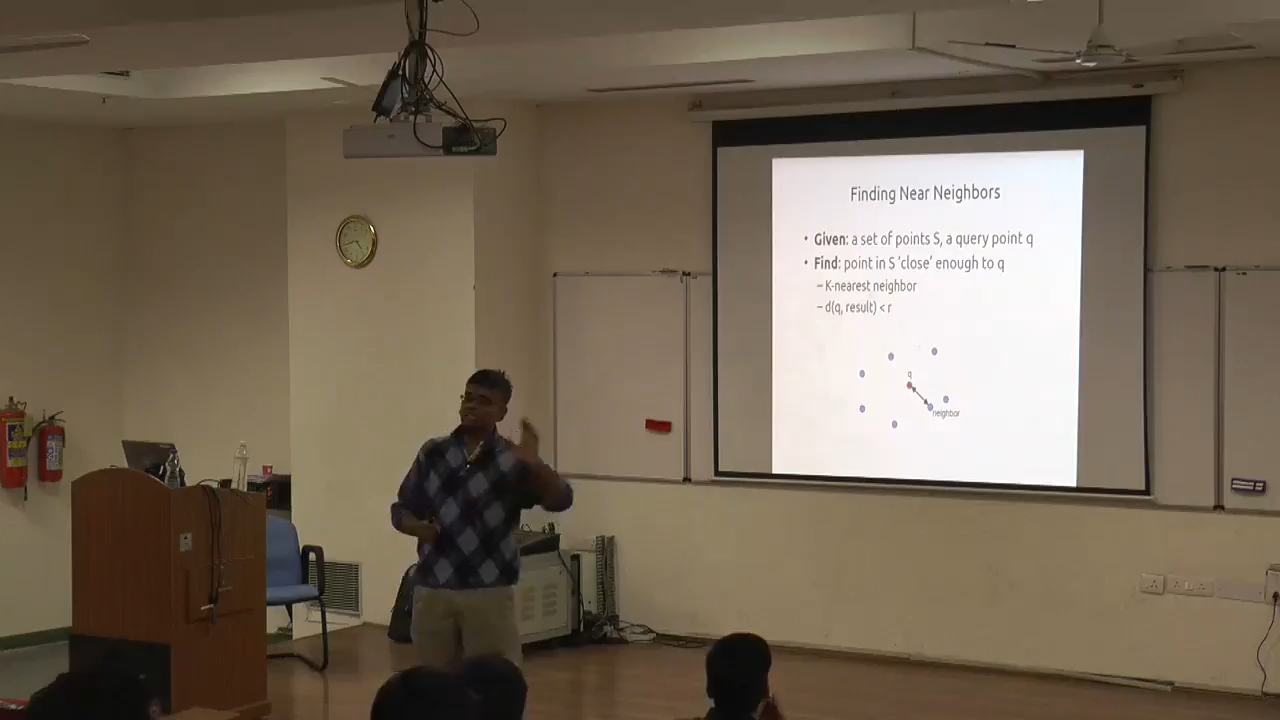 Finding Near Neighbors
• Given: a set of points S, a query point q
• Find: point in S 'close' enough to q
– K-nearest neighbor
– d(q, result) < r
q
neighbor